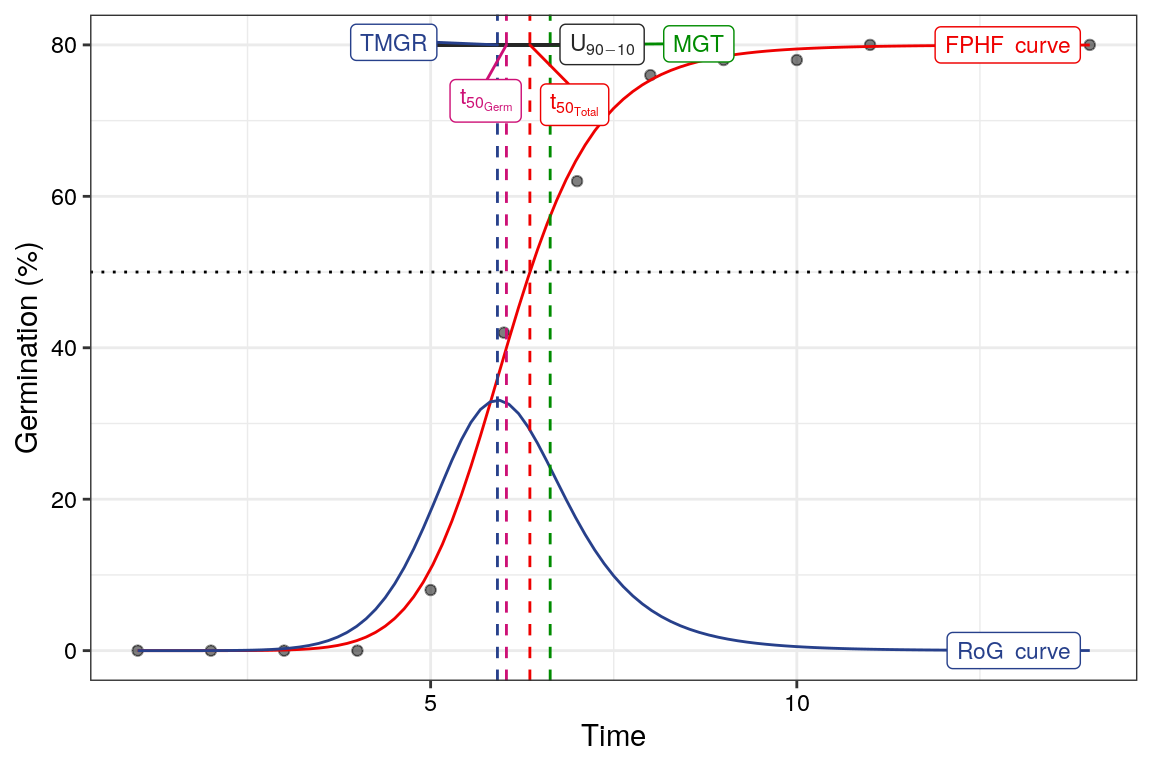 TMGR
U90−10
MGT
FPHF curve
t50Germ
t50Total
RoG curve
80
60
40
20
0
5
10
Germination (%)
Time